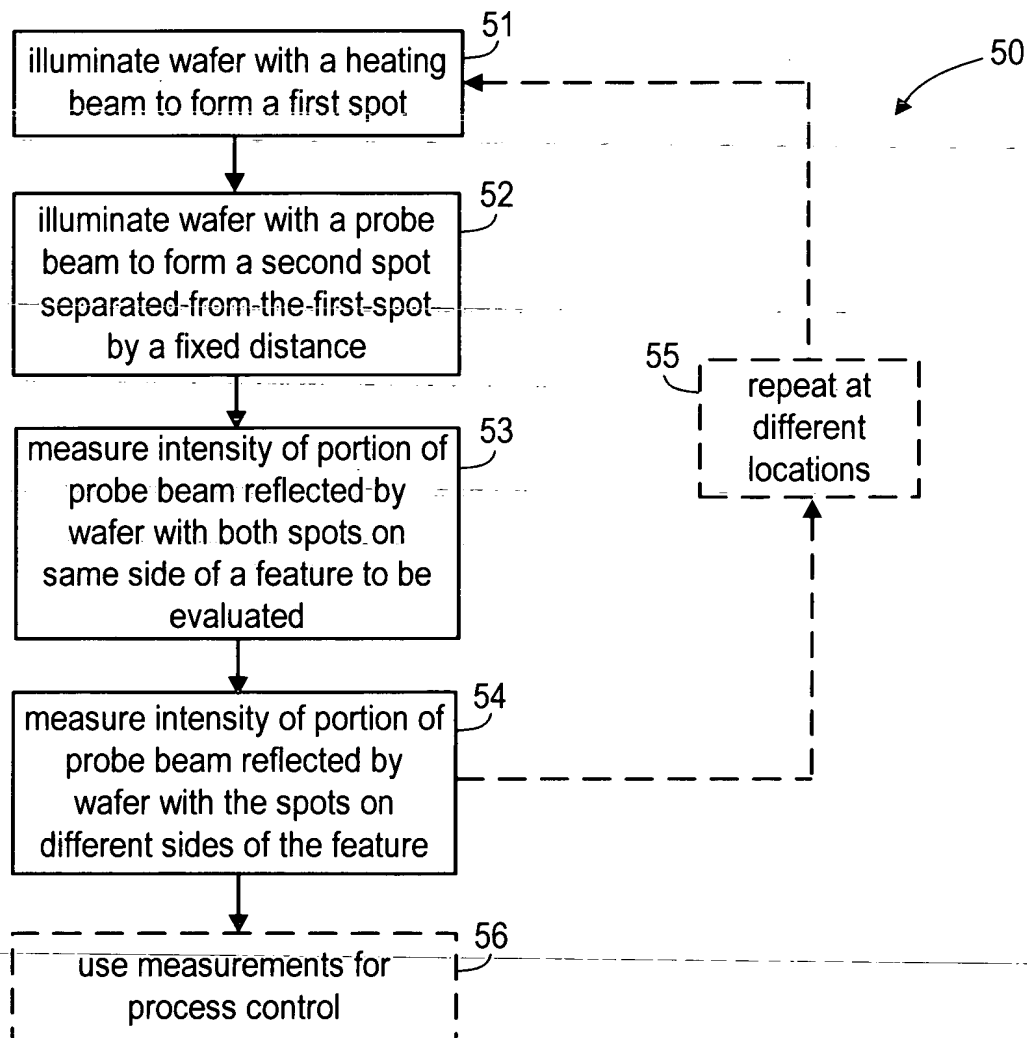 51
50
illuminate wafer with a heating
beam to form a first spot
52
illuminate wafer with a probe
beam to form a second spot
separated from the first spot
by a fixed distance
53
measure intensity of portion of
probe beam reflected by
wafer with both spots on
same side of a feature to be
evaluated
54
measure intensity of portion of
probe beam reflected by
wafer with the spots on
different sides of the feature
55
repeat at
different
locations
56
use measurements for
process control